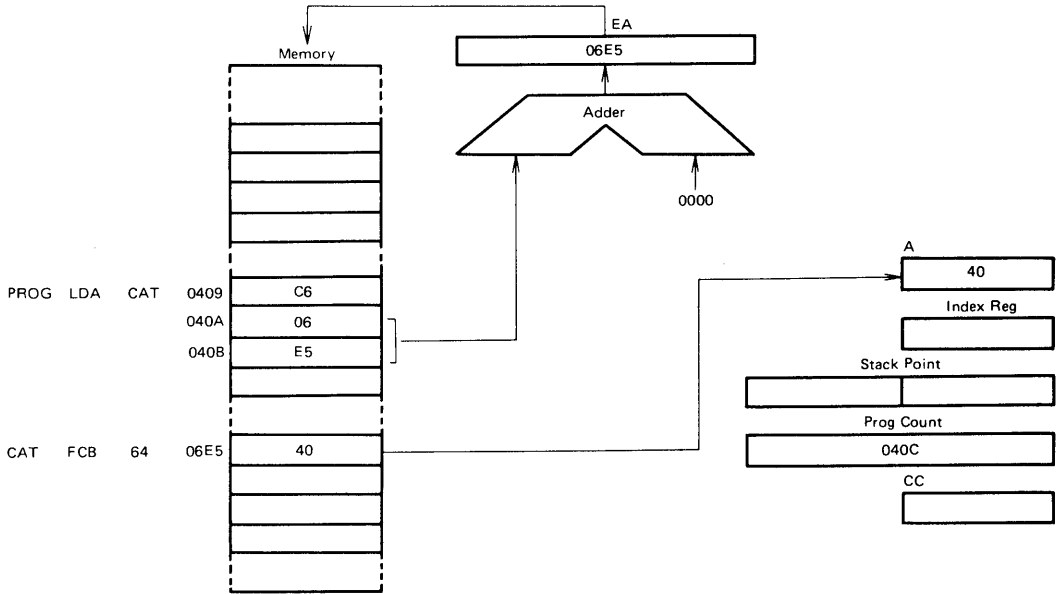 EA
Memory
06E5
Adder
0000
A
40
PROG LDA CAT 0409 C6
Index Reg
040A 06
040B E5
Stack Point
Prog Count
CAT FCB 64 06E5 40
040C
CC